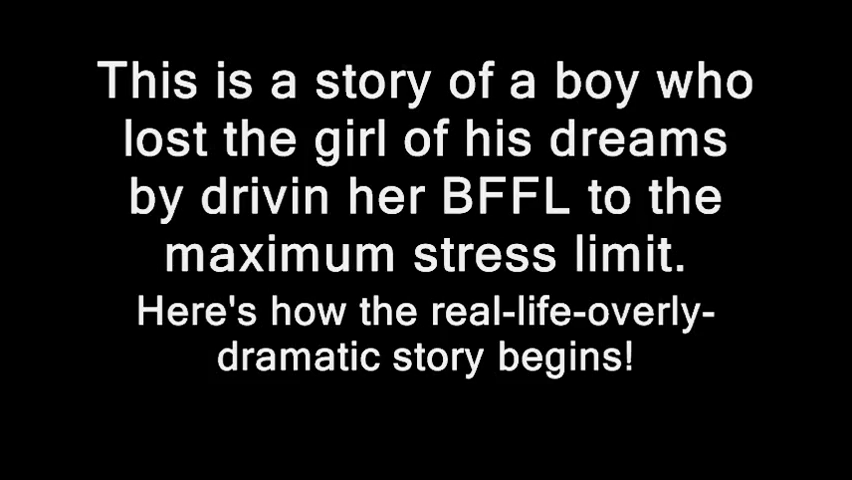 This is a story of a boy who
lost the girl of his dreams
by drivin her BFFL to the
maximum stress limit.
Here's how the real-life-overly-
dramatic story begins!